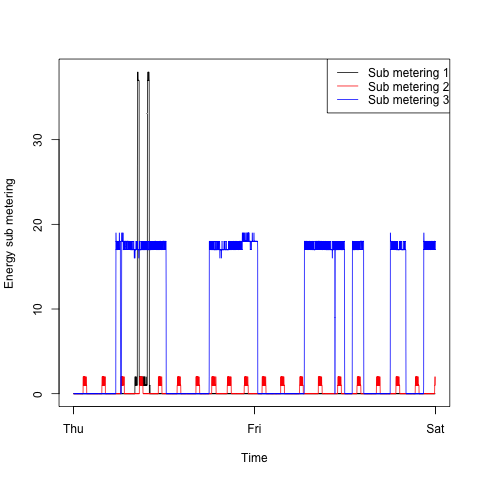 Sub metering 1
Sub metering 2
Sub metering 3
Energy sub metering
30
20
10
0
Thu Fri Sat
Time